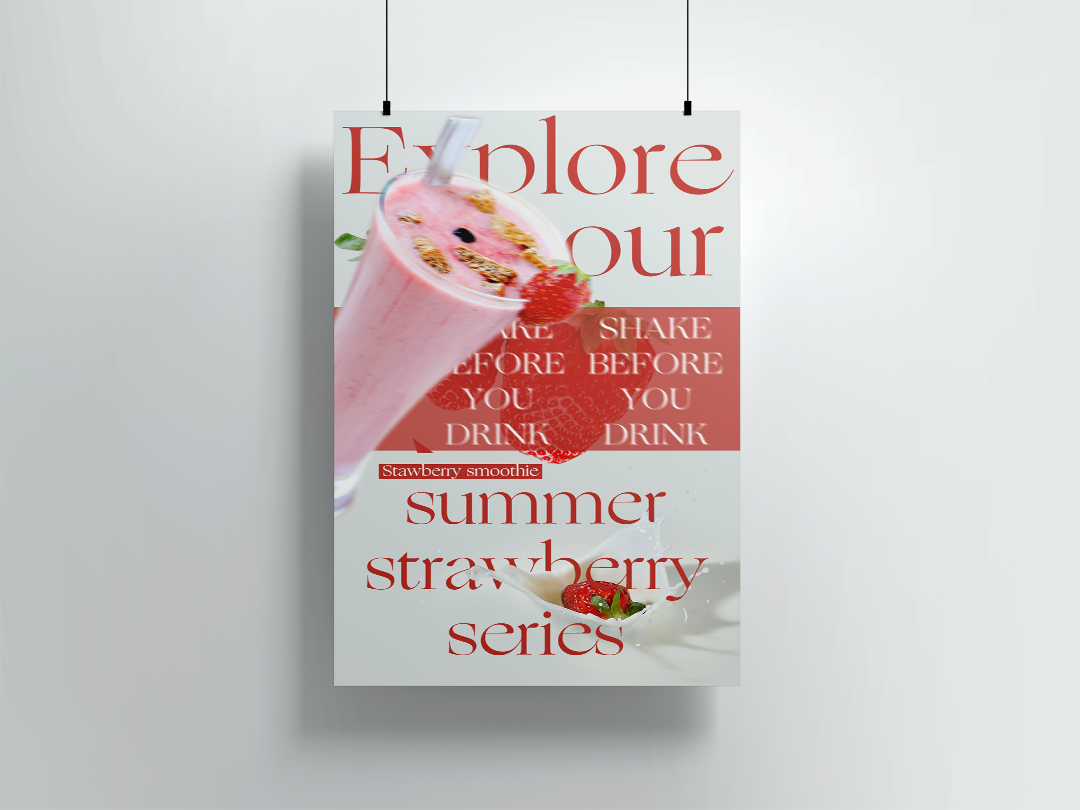 Explore
our
SHAKE
BEFORE
YOU
DRINK
SHAKE
BEFORE
YOU
DRINK
Stawberry smoothie
summer
strawberry
series